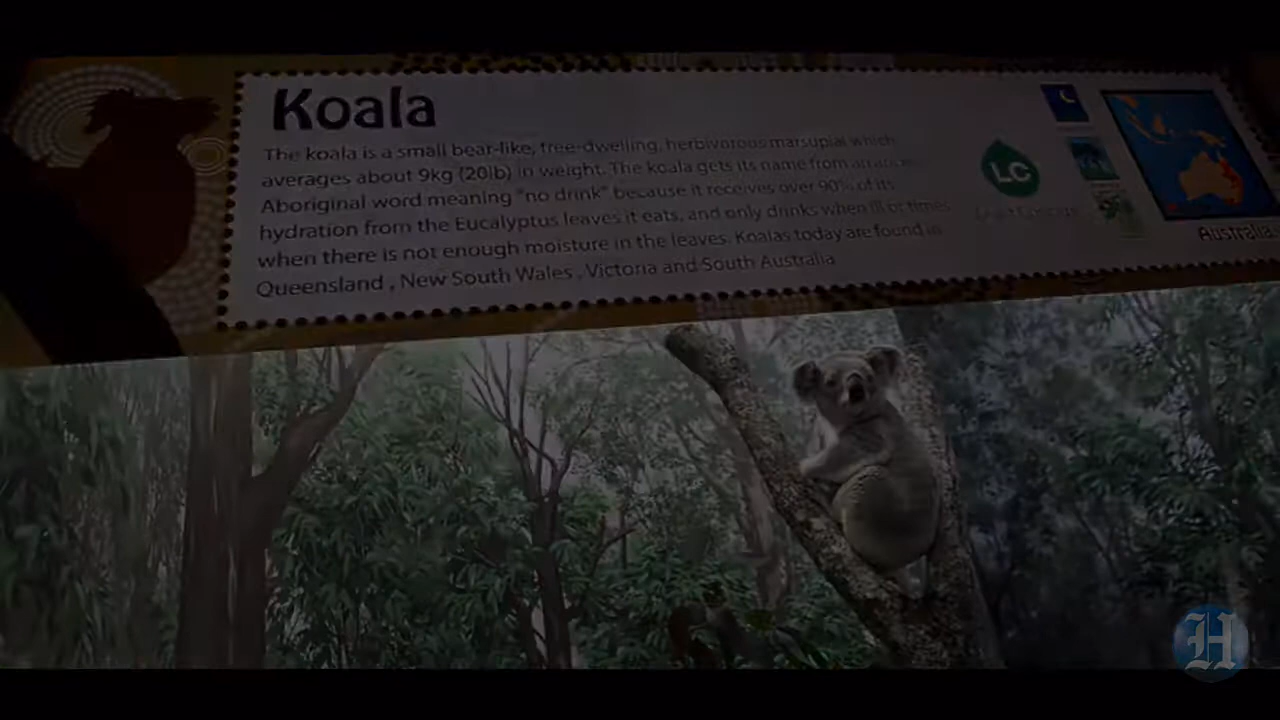 Koala
The koala is a small bear-like, tree-dwelling, herbivorous marsupial which
averages about 9kg (20lb) in weight. The koala gets its name from an
Aboriginal word meaning "no drink" because it receives over 90% of its
hydration from the Eucalyptus leaves it eats, and only drinks when ill or times
when there is not enough moisture in the leaves. Koalas today are found in
Queensland , New South Wales , Victoria and South Australia
LC
Australia
H